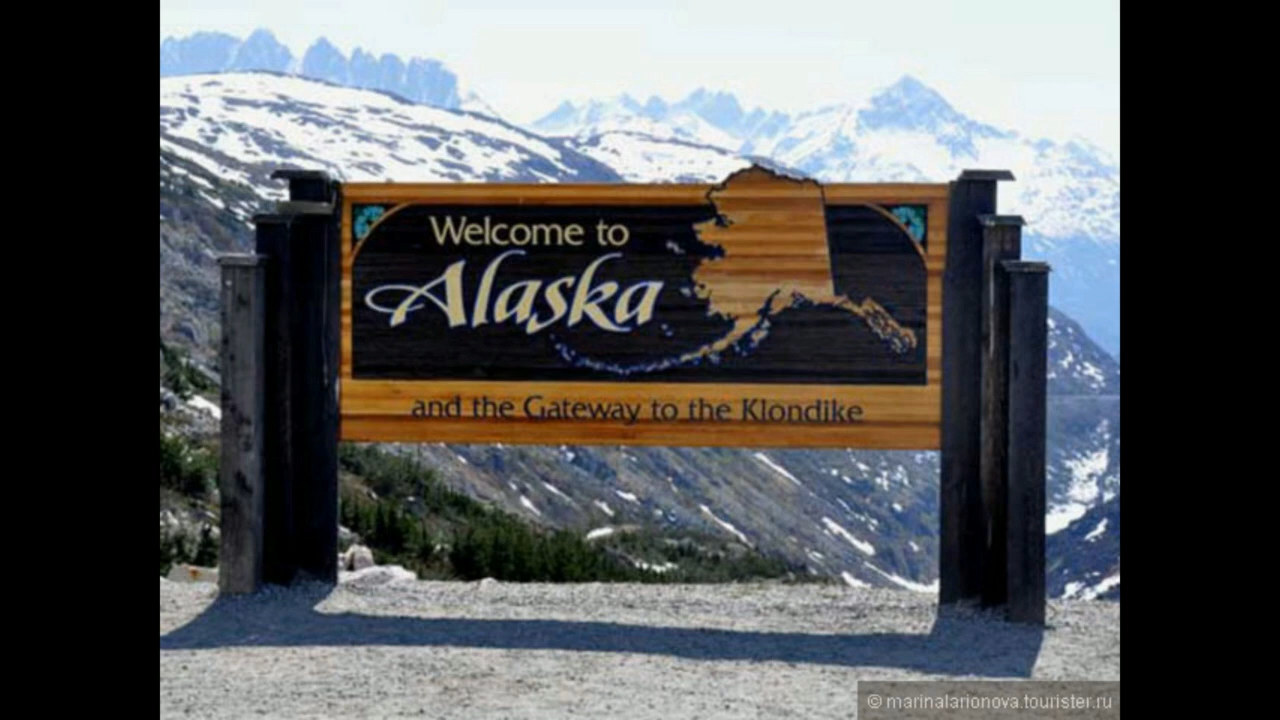 Welcome to
Alaska
and the Gateway to the Klondike
© marinalarionova.tourister.ru